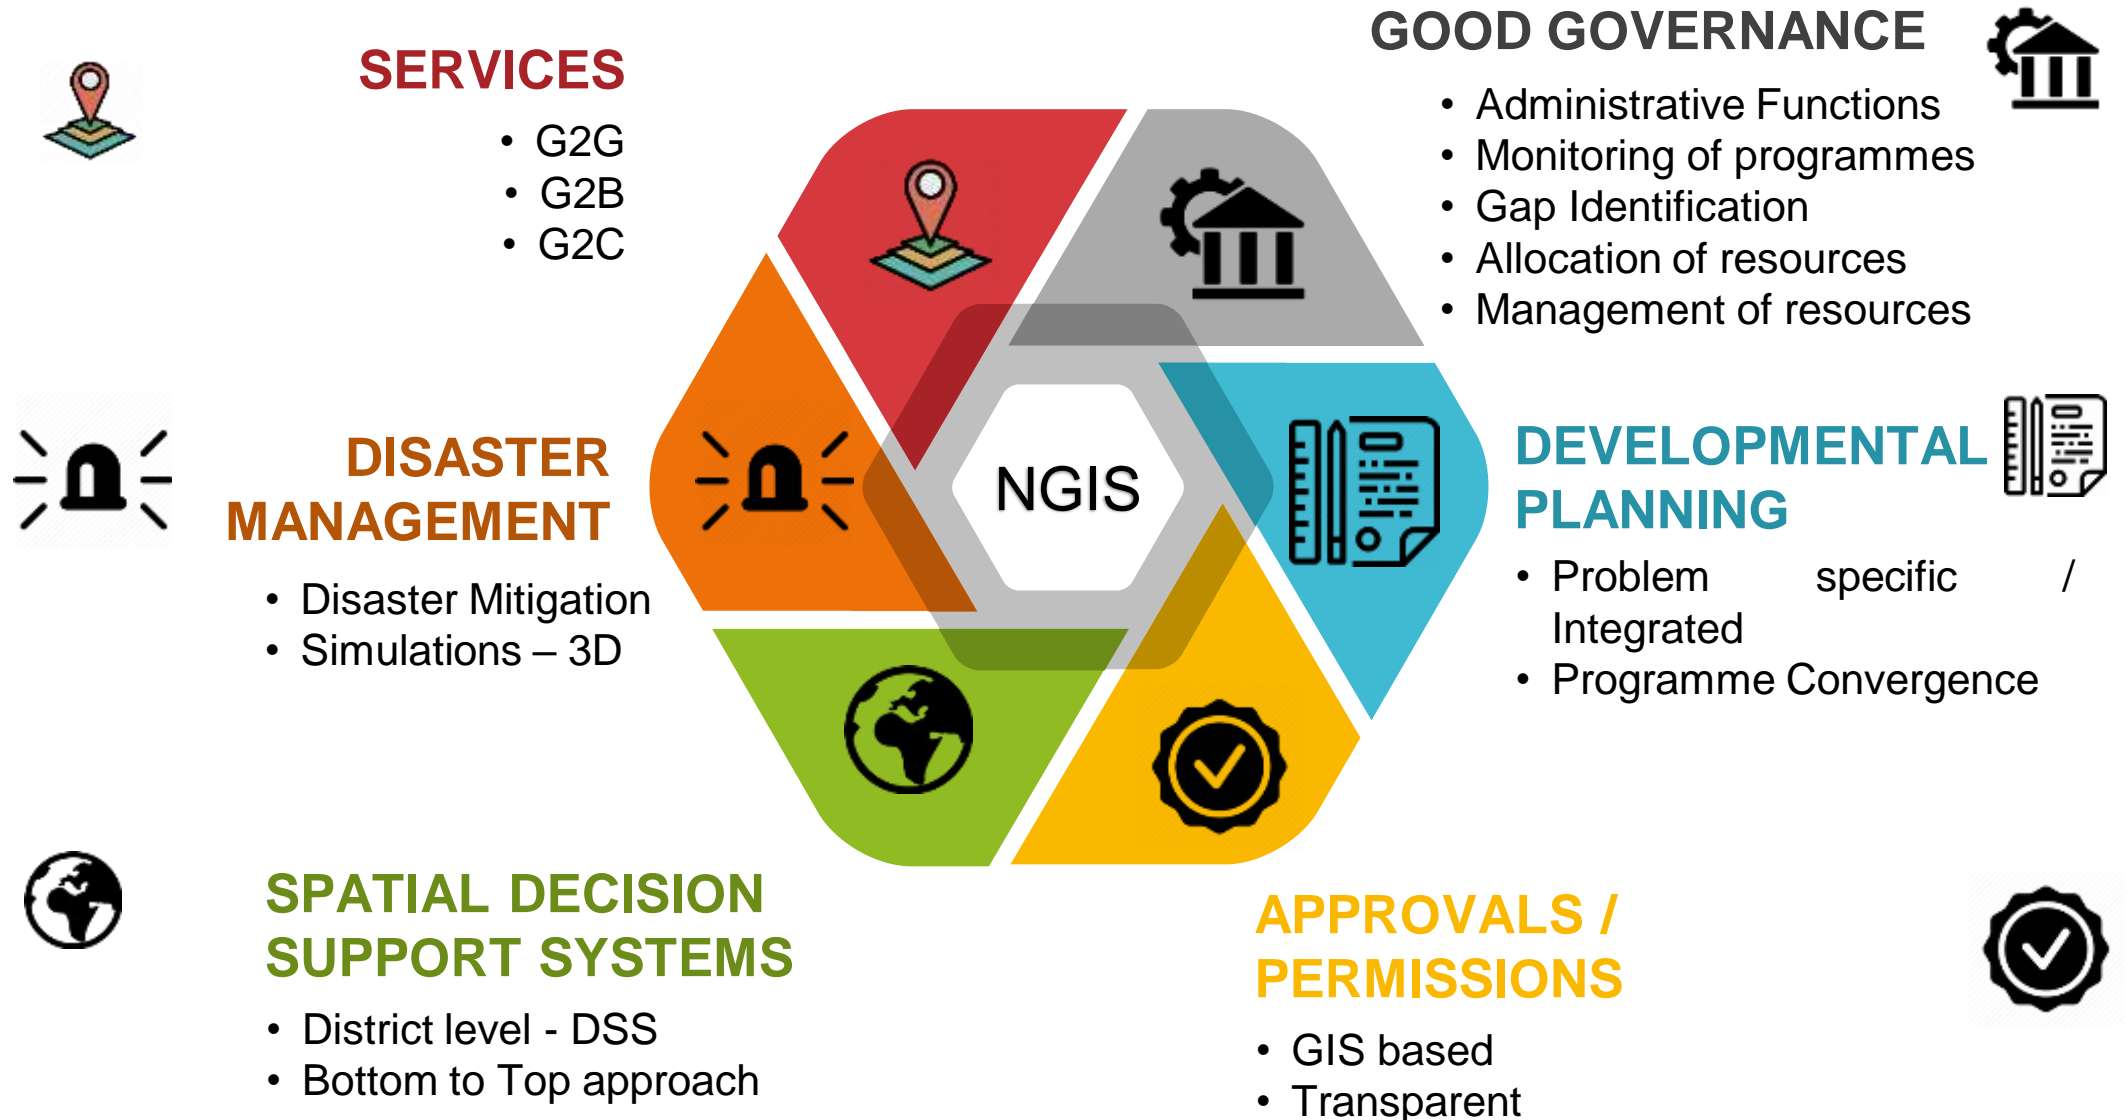 SERVICES
• G2G
• G2B
• G2C
GOOD GOVERNANCE
• Administrative Functions
• Monitoring of programmes
• Gap Identification
• Allocation of resources
• Management of resources
DISASTER
MANAGEMENT
• Disaster Mitigation
• Simulations – 3D
NGIS
DEVELOPMENTAL
PLANNING
• Problem specific /
Integrated
• Programme Convergence
SPATIAL DECISION
SUPPORT SYSTEMS
• District level - DSS
• Bottom to Top approach
APPROVALS /
PERMISSIONS
• GIS based
• Transparent